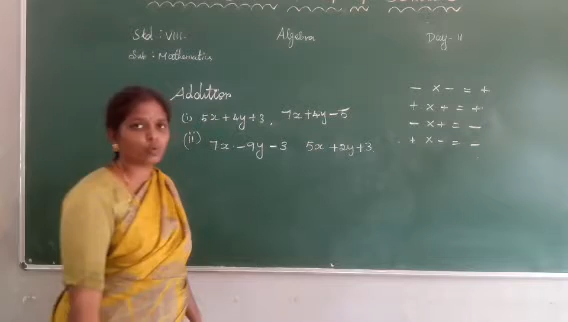 Std : VIII.
Algebra
Day - 11
Sub : Mathematics
Addition
(i) 5x+4y+3, 7x+4y-5
(ii) 7x-9y-3 5x+2y+3
- x - = +
+ x + = +
- x + = -
+ x - = -